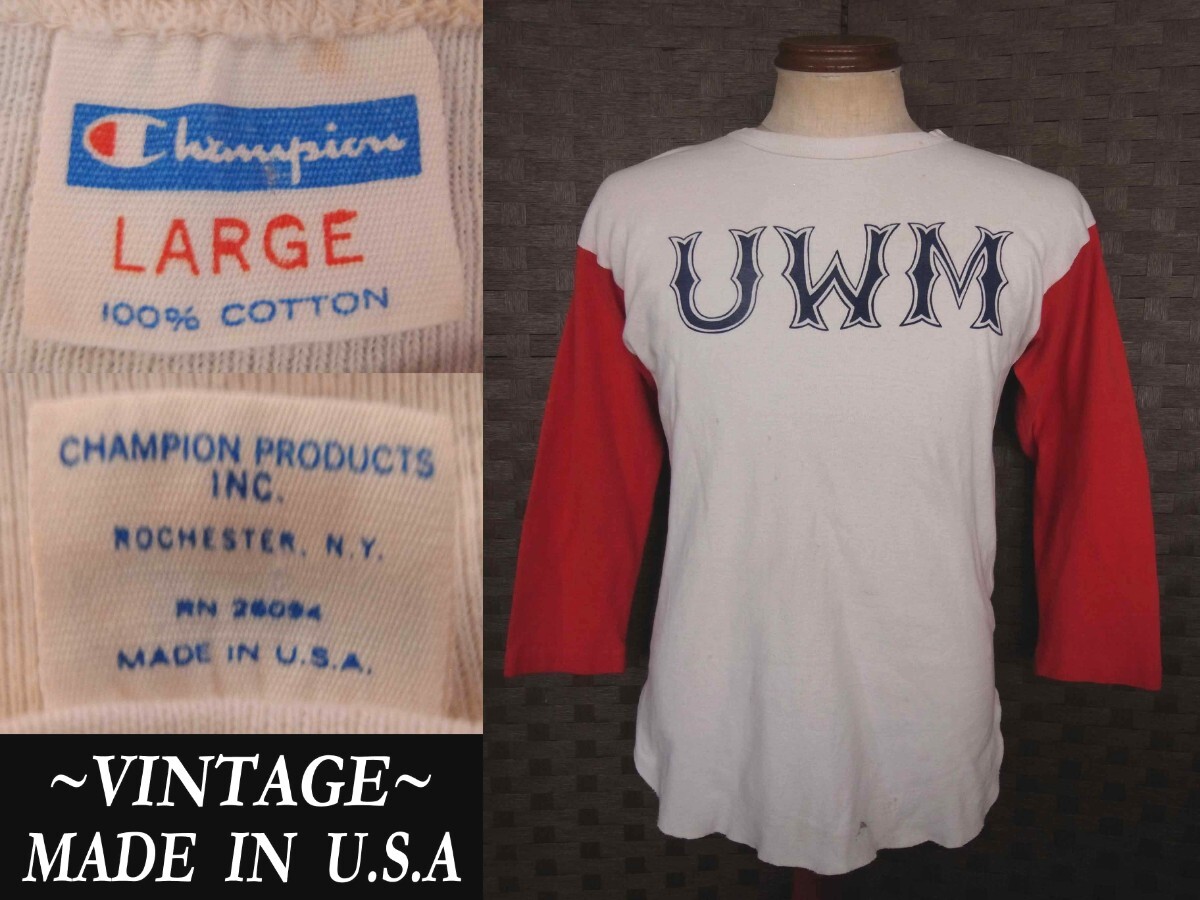 Champion
LARGE
100% COTTON
CHAMPION PRODUCTS
INC.
ROCHESTER, N.Y.
RN 26094
MADE IN U.S.A.
~VINTAGE~
MADE IN U.S.A
UWM